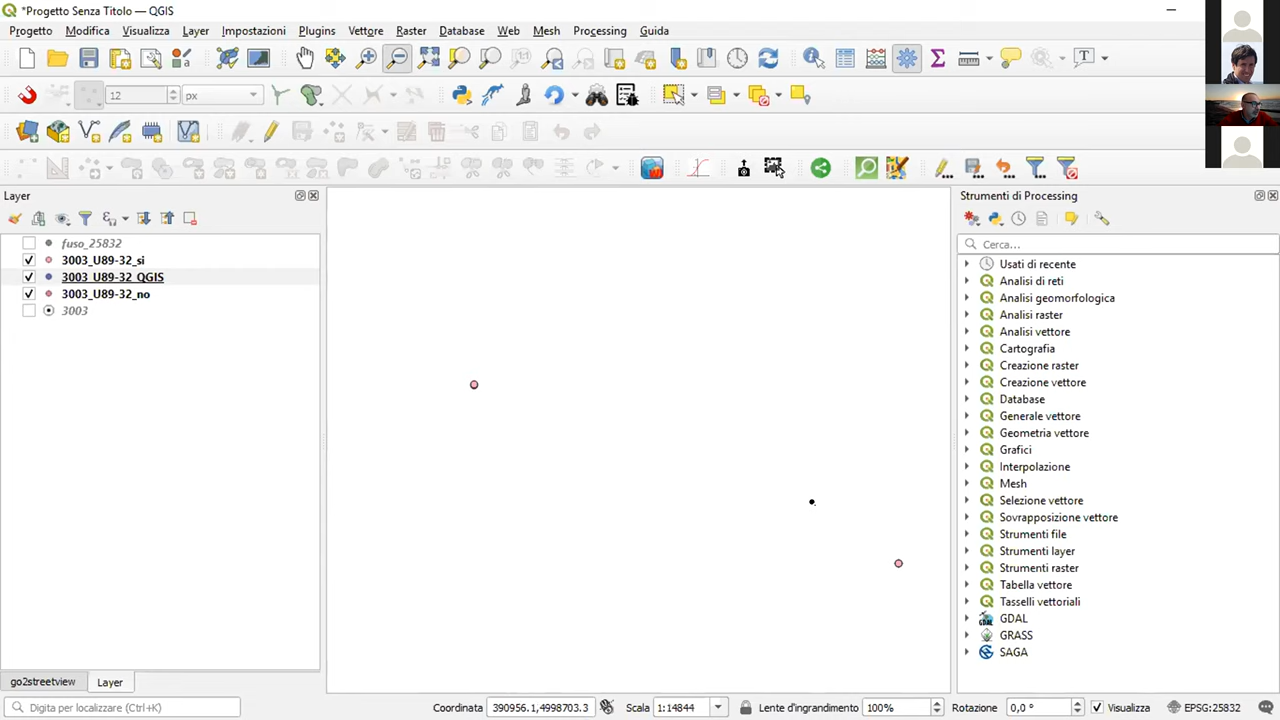 *Progetto Senza Titolo — QGIS
Progetto Modifica Visualizza Layer Impostazioni Plugins Vettore Raster Database Web Mesh Processing Guida
12 px
Layer
fuso_25832
3003_U89-32_si
3003_U89-32_QGIS
3003_U89-32_no
3003
go2streetview Layer
Strumenti di Processing
Cerca...
Usati di recente
Analisi di reti
Analisi geomorfologica
Analisi raster
Analisi vettore
Cartografia
Creazione raster
Creazione vettore
Database
Generale vettore
Geometria vettore
Grafici
Interpolazione
Mesh
Selezione vettore
Sovrapposizione vettore
Strumenti file
Strumenti layer
Strumenti raster
Tabella vettore
Tasselli vettoriali
GDAL
GRASS
SAGA
Digita per localizzare (Ctrl+K) Coordinata 390956.1,4998703.3 Scala 1:14844 Lente d'ingrandimento 100% Rotazione 0,0 ° Visualizza EPSG:25832